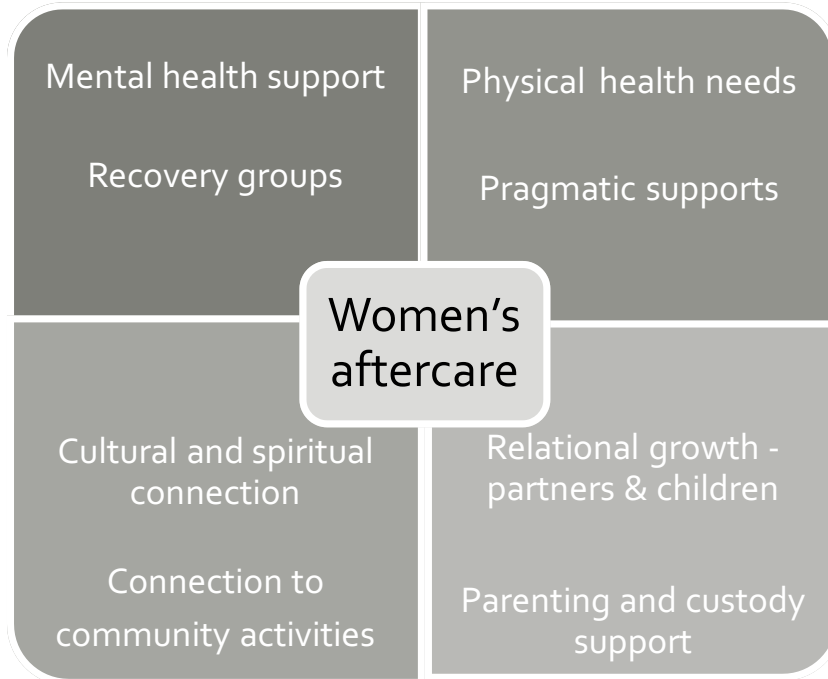 Mental health support
Recovery groups
Physical health needs
Pragmatic supports
Women’s
aftercare
Cultural and spiritual
connection
Connection to
community activities
Relational growth -
partners & children
Parenting and custody
support